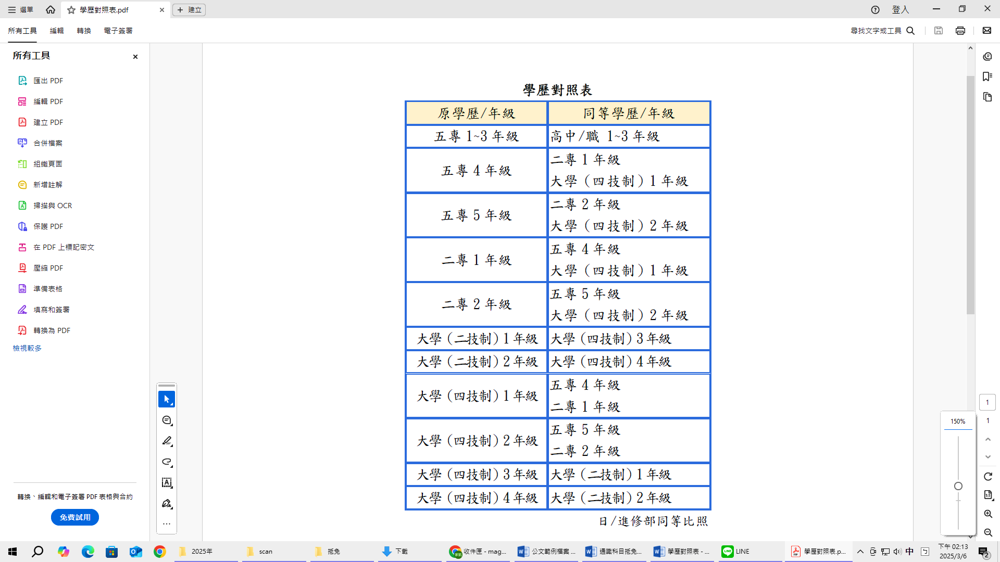 選單
學歷對照表.pdf
建立
登入
所有工具
編輯
轉換
電子簽署
尋找文字或工具
所有工具
匯出 PDF
編輯 PDF
建立 PDF
合併檔案
組織頁面
新增註解
掃描與 OCR
保護 PDF
在 PDF 上標記密文
壓縮 PDF
準備表格
填寫和簽署
轉換為 PDF
檢視較多
轉換、編輯和電子簽署 PDF 表格與合約
免費試用
學歷對照表
原學歷/年級 同等學歷/年級
五專 1~3 年級 高中/職 1~3 年級
五專 4 年級 二專 1 年級
大學（四技制）1 年級
五專 5 年級 二專 2 年級
大學（四技制）2 年級
二專 1 年級 五專 4 年級
大學（四技制）1 年級
二專 2 年級 五專 5 年級
大學（四技制）2 年級
大學（二技制）1 年級 大學（四技制）3 年級
大學（二技制）2 年級 大學（四技制）4 年級
大學（四技制）1 年級 五專 4 年級
二專 1 年級
大學（四技制）2 年級 五專 5 年級
二專 2 年級
大學（四技制）3 年級 大學（二技制）1 年級
大學（四技制）4 年級 大學（二技制）2 年級
日/進修部同等比照
1
150%
1
2025年
scan
抵免
下載
收件匣 - mag...
公文範例檔案 ...
通識科目抵免...
學歷對照表 - ...
LINE
學歷對照表.p...
中
下午 02:13
2025/3/6
2